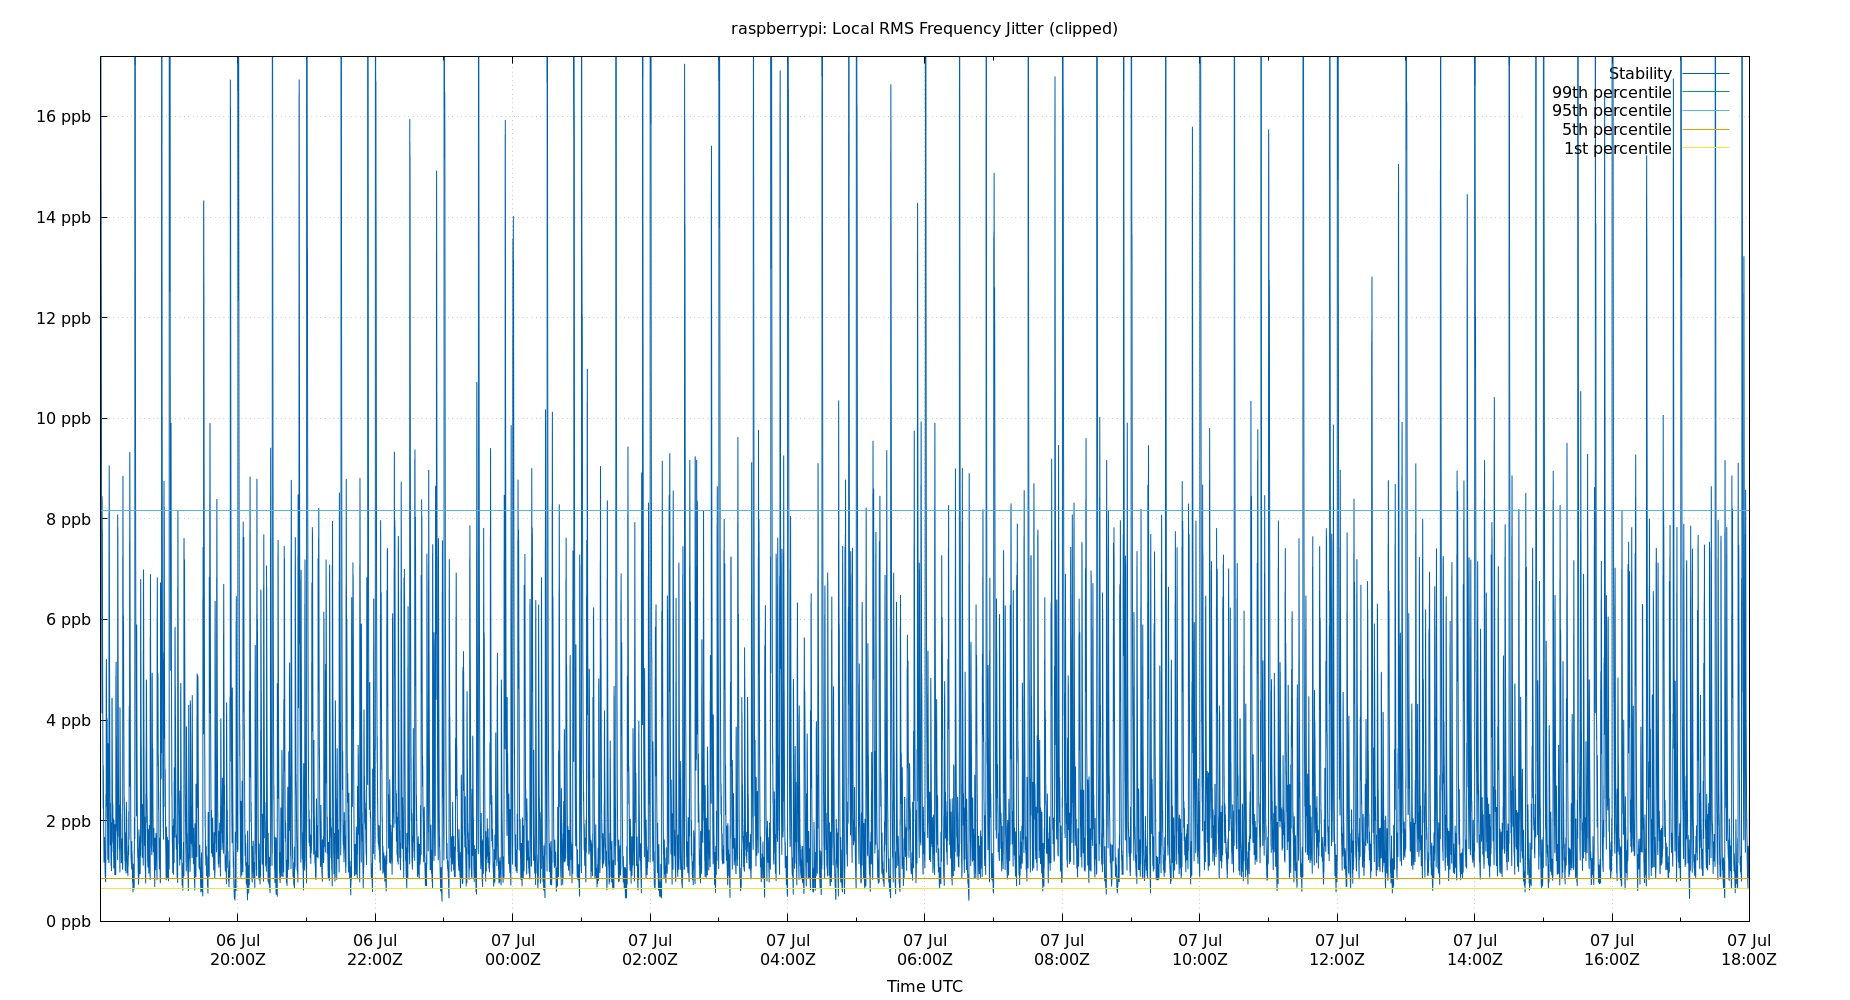 raspberrypi: Local RMS Frequency Jitter (clipped)
Stability
99th percentile
95th percentile
5th percentile
1st percentile
16 ppb
14 ppb
12 ppb
10 ppb
8 ppb
6 ppb
4 ppb
2 ppb
0 ppb
06 Jul 06 Jul 07 Jul 07 Jul 07 Jul 07 Jul 07 Jul 07 Jul 07 Jul 07 Jul 07 Jul 07 Jul
20:00Z 22:00Z 00:00Z 02:00Z 04:00Z 06:00Z 08:00Z 10:00Z 12:00Z 14:00Z 16:00Z 18:00Z
Time UTC